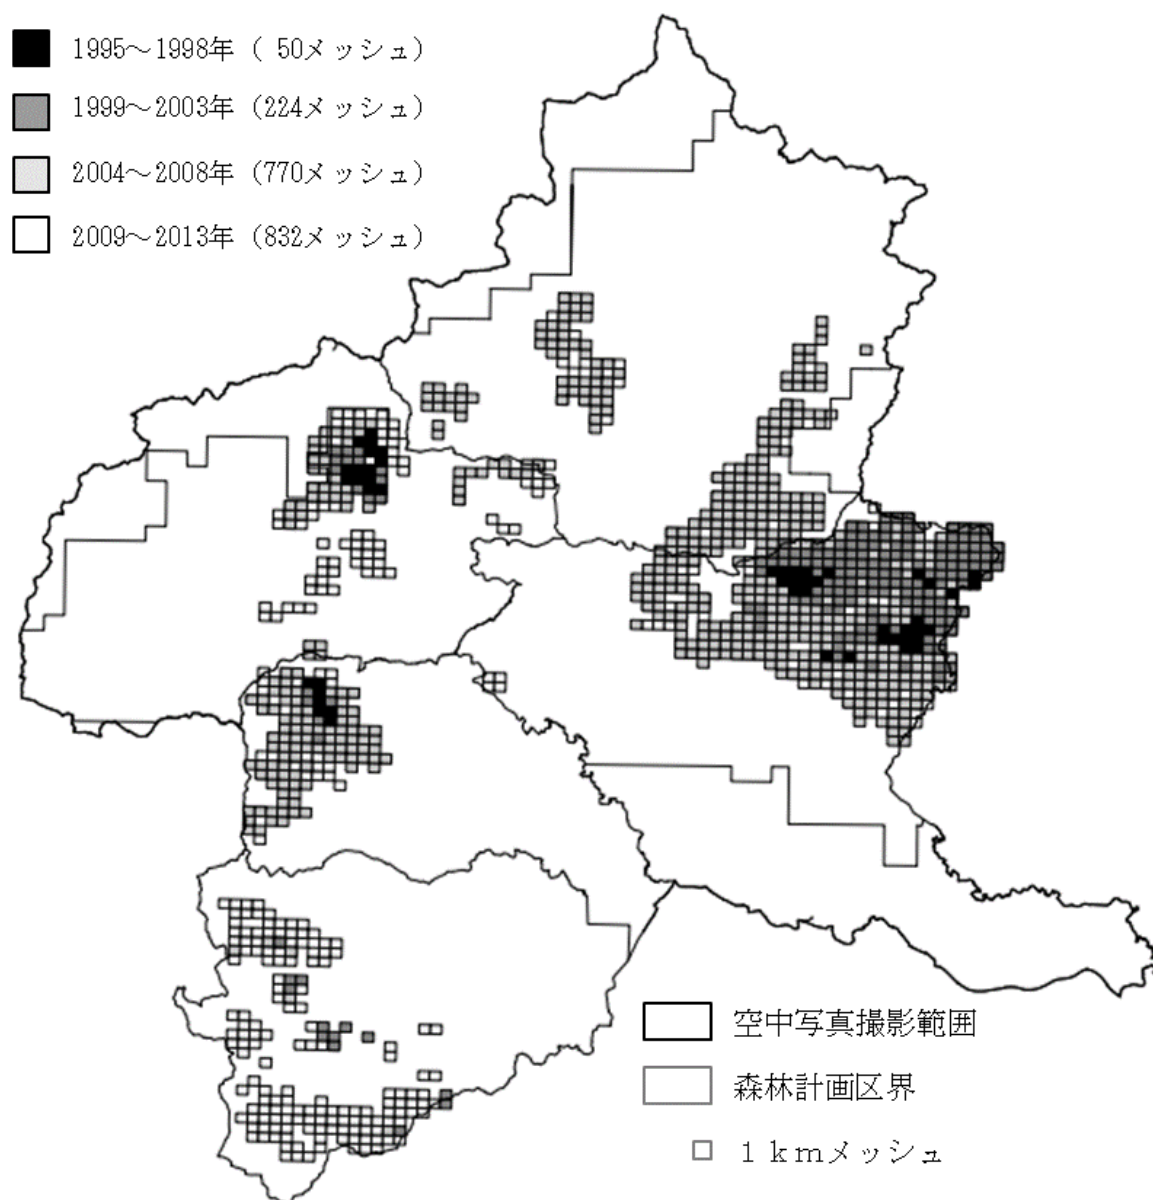 1995～1998年（ 50メッシュ）
1999～2003年（224メッシュ）
2004～2008年（770メッシュ）
2009～2013年（832メッシュ）
空中写真撮影範囲
森林計画区界
１ｋｍメッシュ